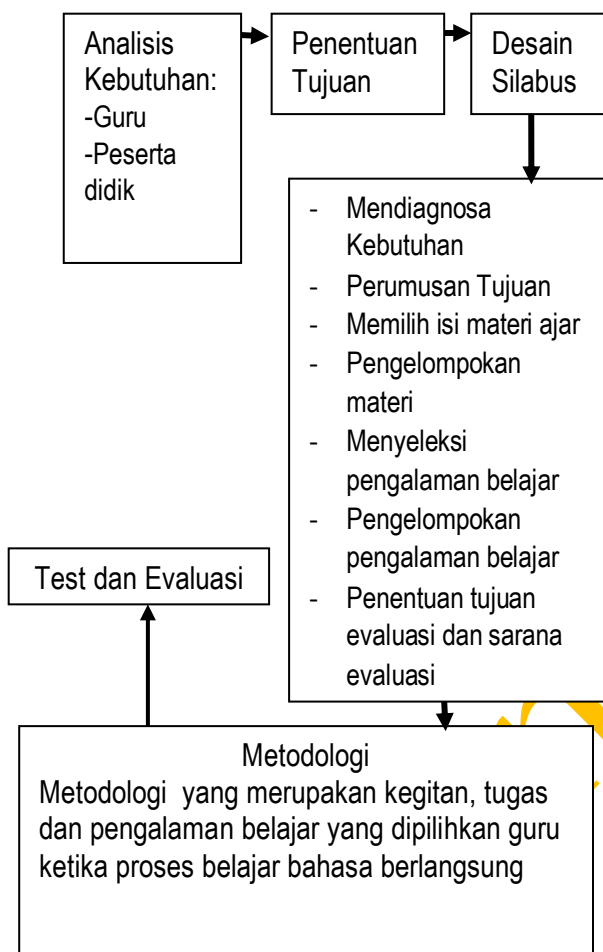 Analisis
Kebutuhan:
-Guru
-Peserta
didik
Penentuan
Tujuan
Desain
Silabus
- Mendiagnosa
Kebutuhan
- Perumusan Tujuan
- Memilih isi materi ajar
- Pengelompokan
materi
- Menyeleksi
pengalaman belajar
- Pengelompokan
pengalaman belajar
- Penentuan tujuan
evaluasi dan sarana
evaluasi
Test dan Evaluasi
Metodologi
Metodologi yang merupakan kegitan, tugas
dan pengalaman belajar yang dipilihkan guru
ketika proses belajar bahasa berlangsung